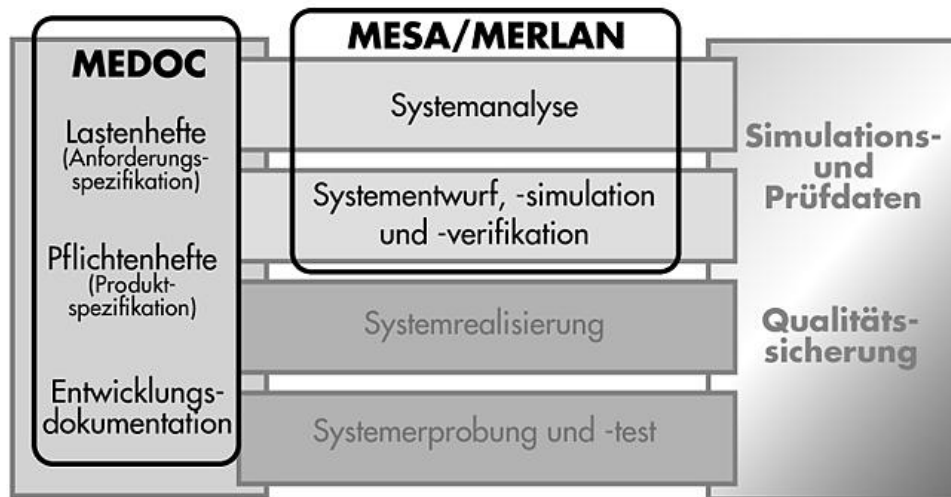 MEDOC
Lastenhefte
(Anforderungs-
spezifikation)
Pflichtenhefte
(Produkt-
spezifikation)
Entwicklungs-
dokumentation
MESA/MERLAN
Systemanalyse
Systementwurf, -simulation
und -verifikation
Systemrealisierung
Systemerprobung und -test
Simulations-
und
Prüfdaten
Qualitäts-
sicherung